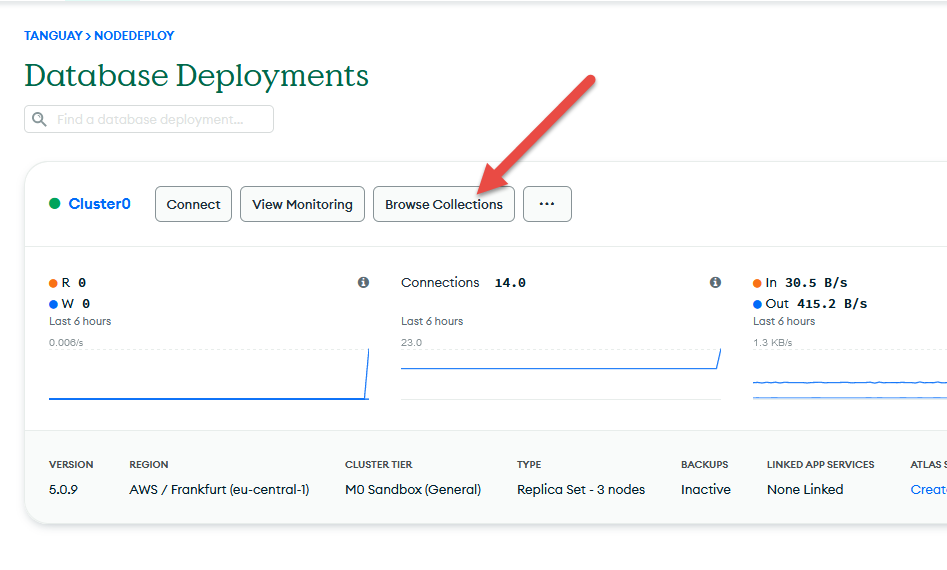 TANGUAY > NODEDEPLOY
Database Deployments
Find a database deployment...
Cluster0 Connect View Monitoring Browse Collections ...
R 0 Connections 14.0 In 30.5 B/s
W 0 Out 415.2 B/s
Last 6 hours Last 6 hours Last 6 hours
0.006/s 23.0 1.3 KB/s
VERSION REGION CLUSTER TIER TYPE BACKUPS LINKED APP SERVICES ATLAS S
5.0.9 AWS / Frankfurt (eu-central-1) M0 Sandbox (General) Replica Set - 3 nodes Inactive None Linked Creat